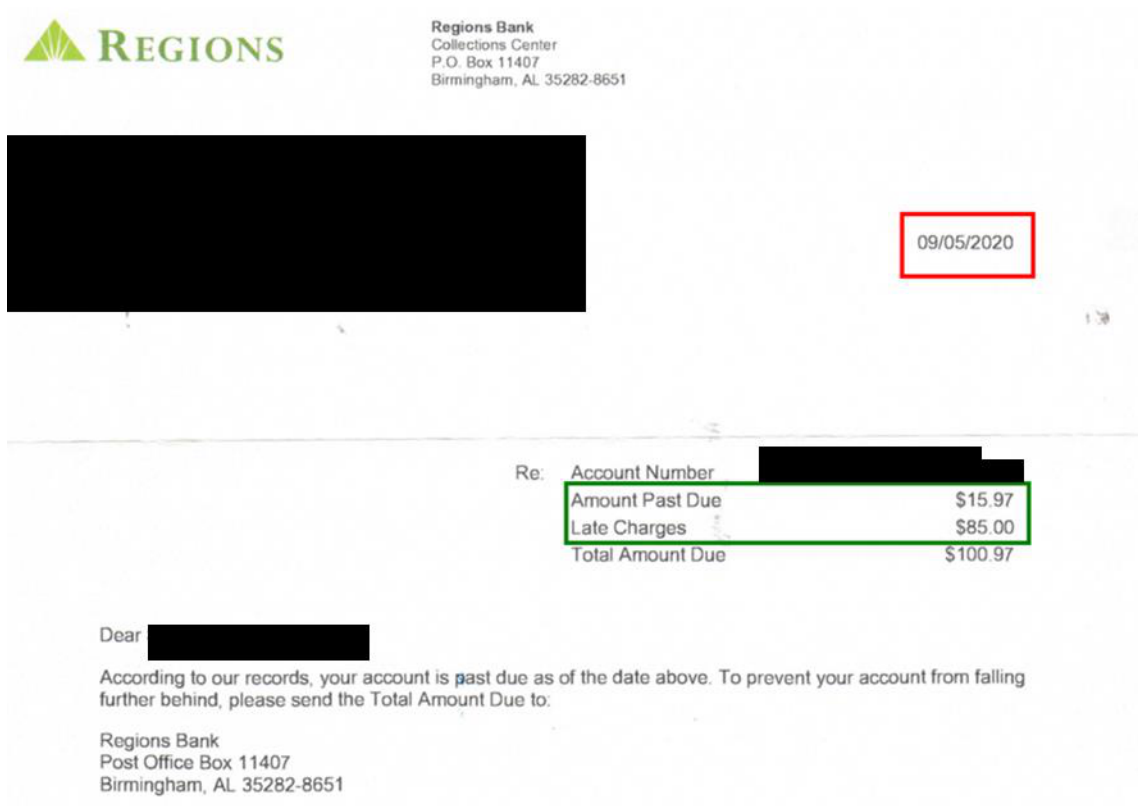 REGIONS
Regions Bank
Collections Center
P.O. Box 11407
Birmingham, AL 35282-8651
09/05/2020
Re: Account Number
Amount Past Due $15.97
Late Charges $85.00
Total Amount Due $100.97
Dear
According to our records, your account is past due as of the date above. To prevent your account from falling
further behind, please send the Total Amount Due to:
Regions Bank
Post Office Box 11407
Birmingham, AL 35282-8651